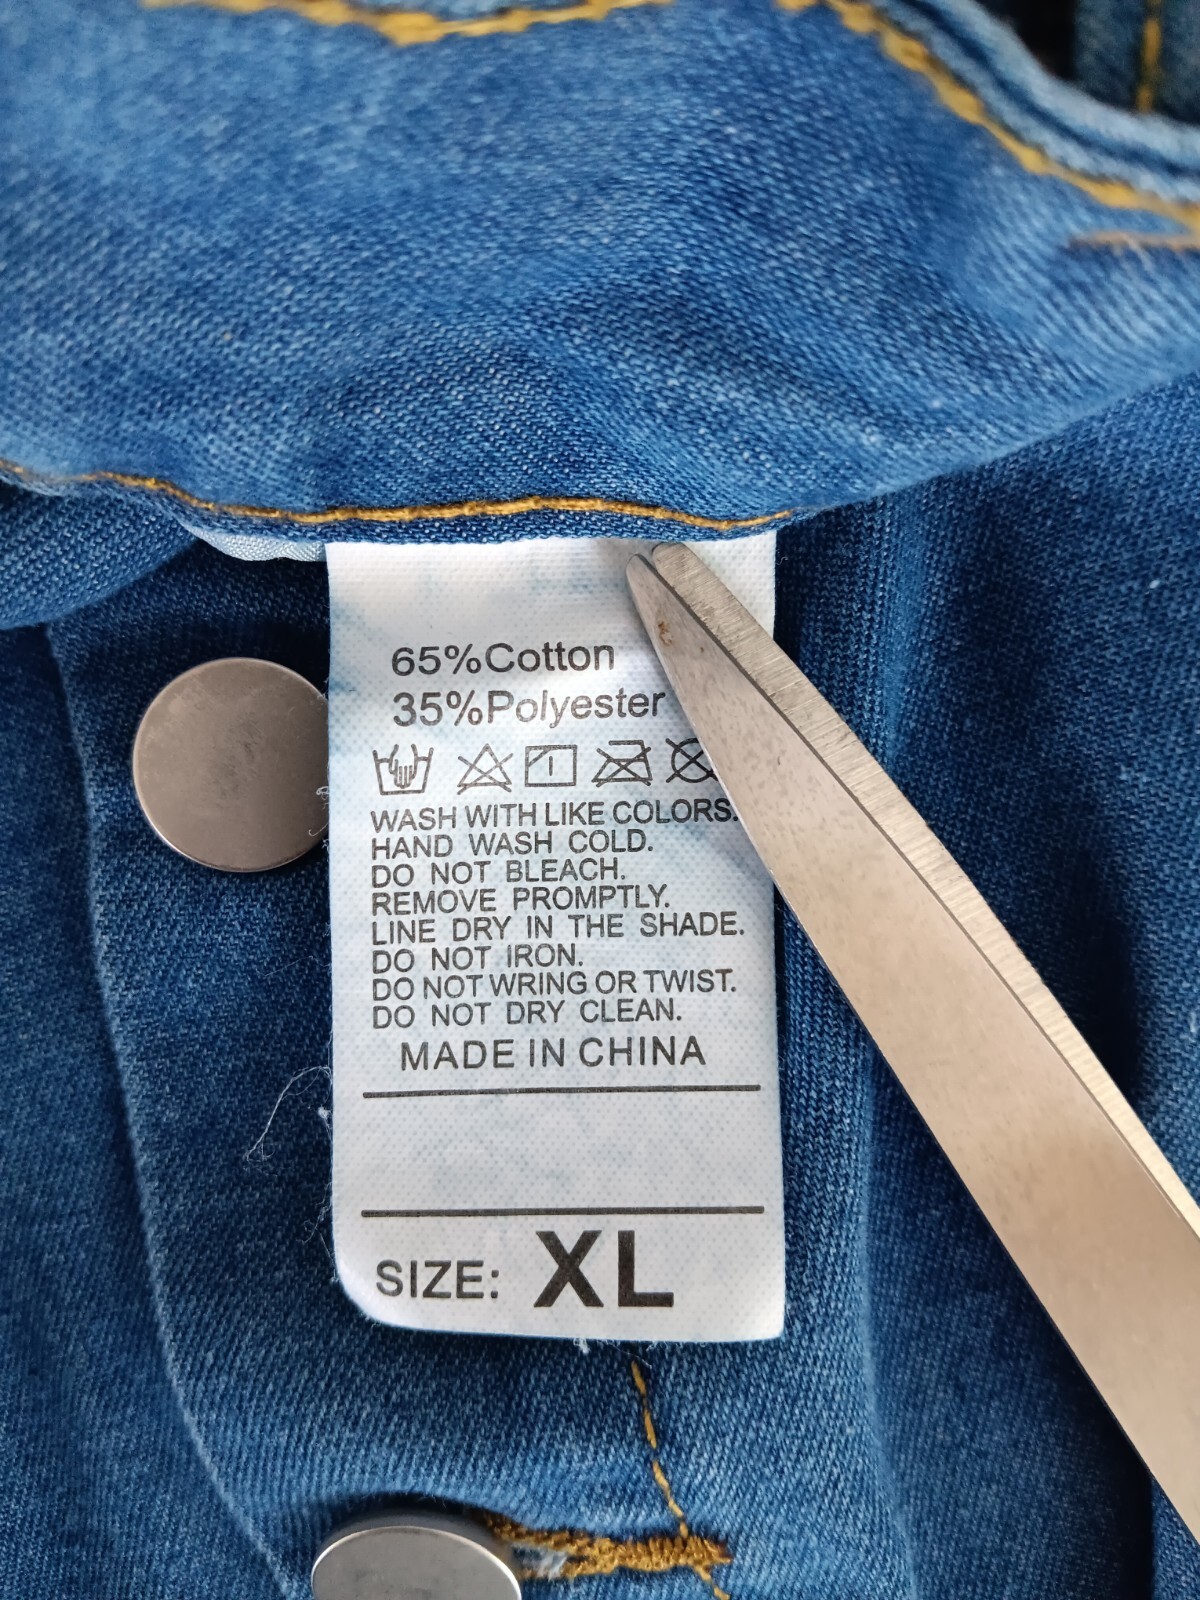 65%Cotton
35%Polyester
WASH WITH LIKE COLORS.
HAND WASH COLD.
DO NOT BLEACH.
REMOVE PROMPTLY.
LINE DRY IN THE SHADE.
DO NOT IRON.
DO NOT WRING OR TWIST.
DO NOT DRY CLEAN.
MADE IN CHINA
SIZE: XL